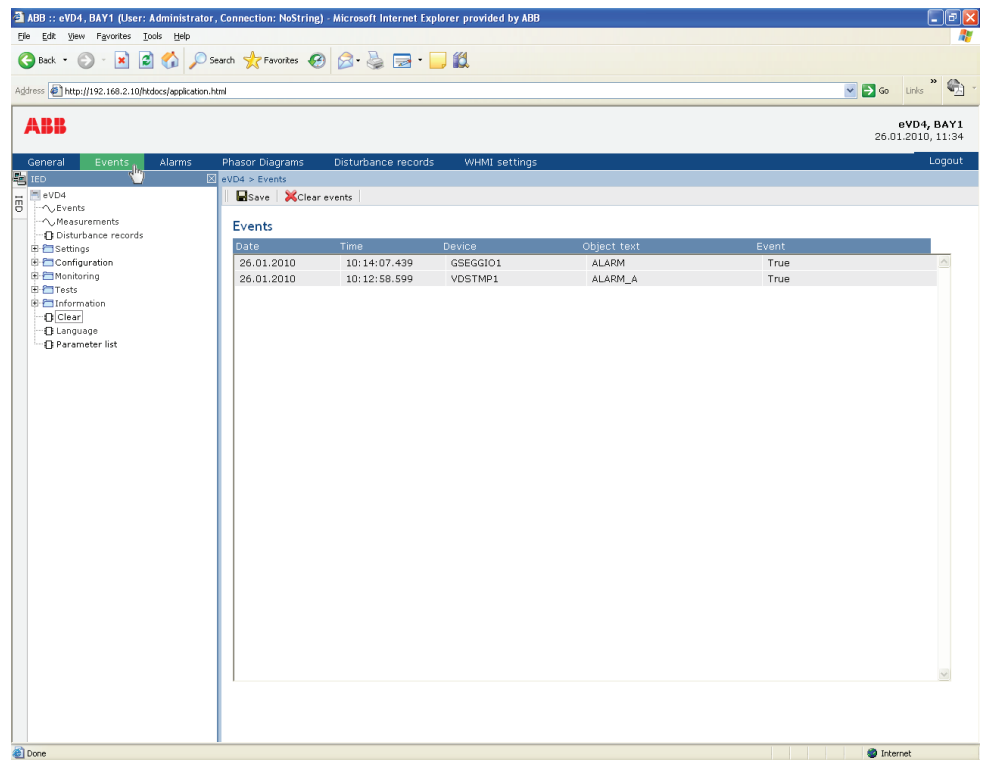 ABB :: eVD4, BAY1 (User: Administrator, Connection: NoString) - Microsoft Internet Explorer provided by ABB
File Edit View Favorites Tools Help
Back Search Favorites
Address http://192.168.2.10/htdocs/application.html Go Links »
ABB
eVD4, BAY1
26.01.2010, 11:34
General Events Alarms Phasor Diagrams Disturbance records WHMI settings Logout
IED
eVD4 > Events
IED
eVD4
Events
Measurements
Disturbance records
Settings
Configuration
Monitoring
Tests
Information
Clear
Language
Parameter list
Save Clear events
Events
Date Time Device Object text Event
26.01.2010 10:14:07.439 GSEGGIO1 ALARM True
26.01.2010 10:12:58.599 VDSTMP1 ALARM_A True
Done Internet